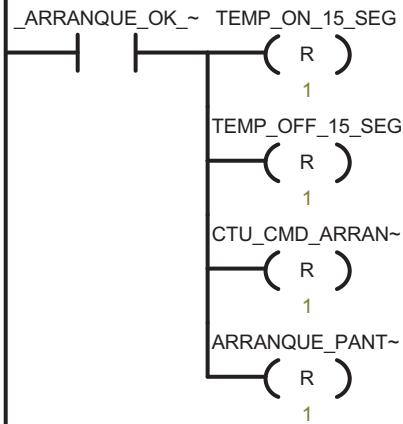 _ARRANQUE_OK_~ TEMP_ON_15_SEG
R
1
TEMP_OFF_15_SEG
R
1
CTU_CMD_ARRAN~
R
1
ARRANQUE_PANT~
R
1